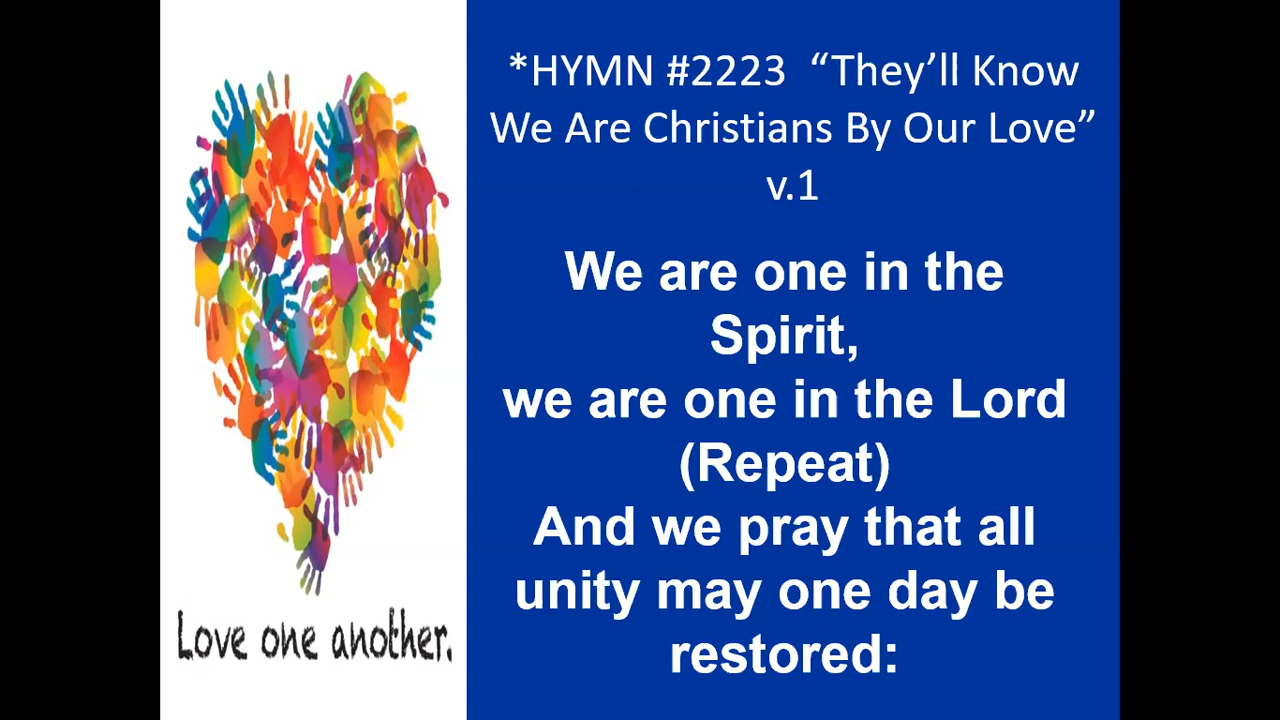 *HYMN #2223  “They’ll Know
We Are Christians By Our Love”
v.1
We are one in the
Spirit,
we are one in the Lord
(Repeat)
And we pray that all
unity may one day be
restored:
Love one another.